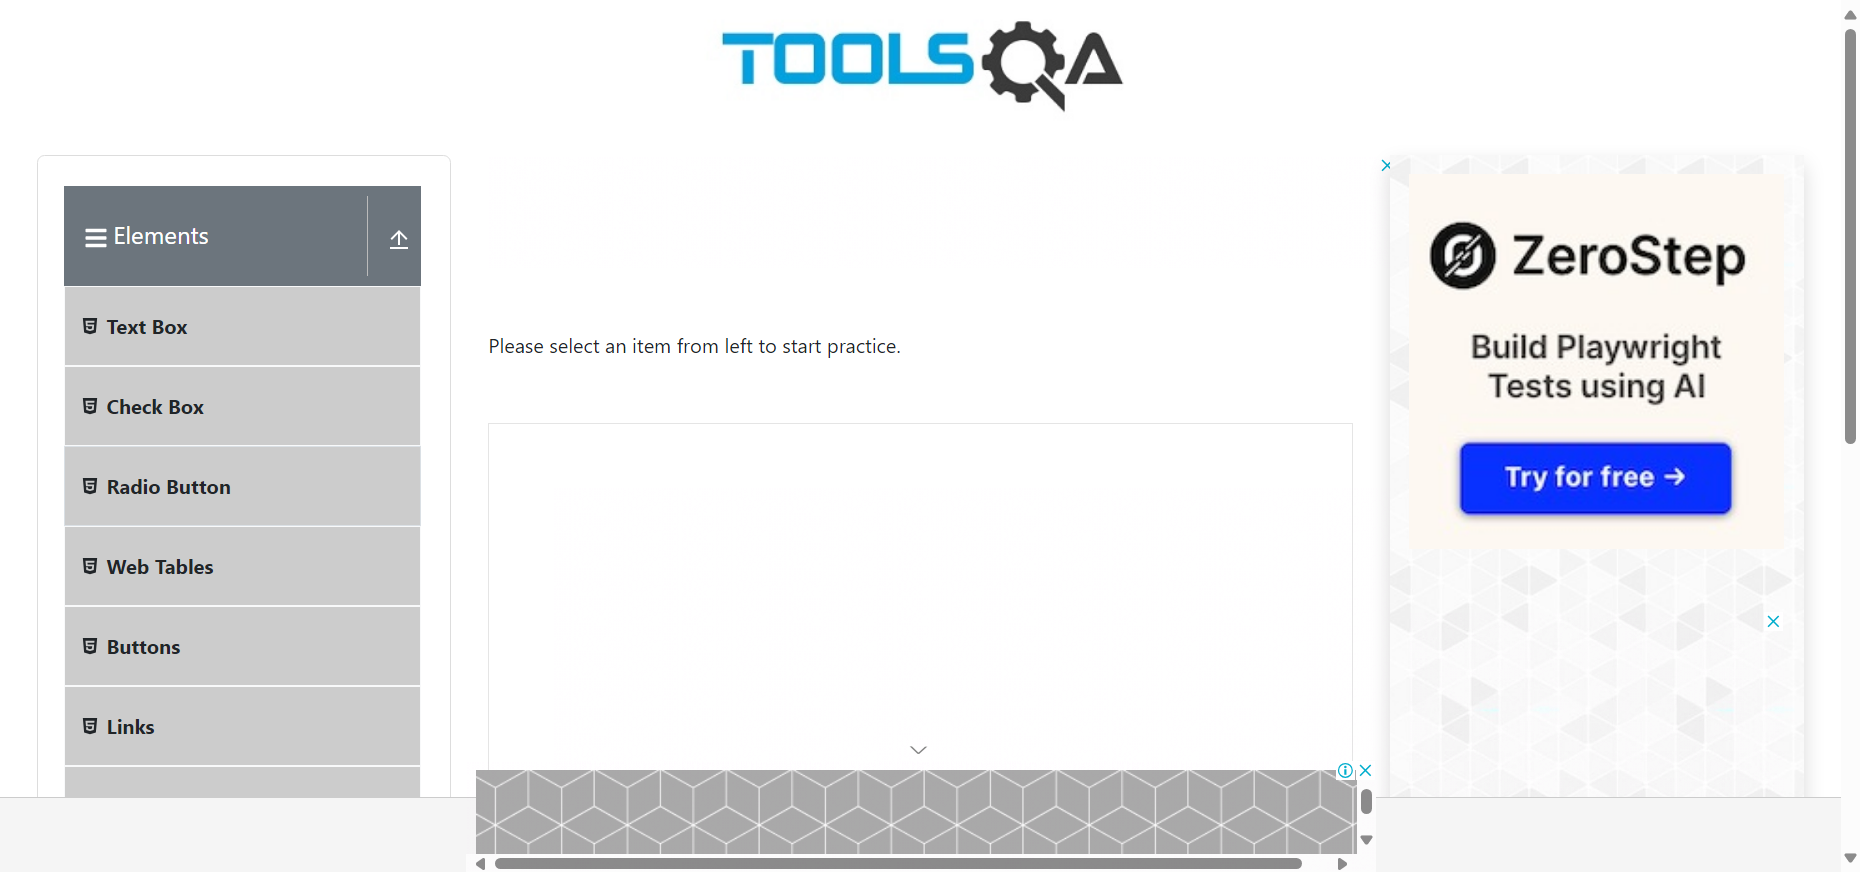 TOOLSQA
Elements
Text Box
Check Box
Radio Button
Web Tables
Buttons
Links
Please select an item from left to start practice.
ZeroStep
Build Playwright
Tests using AI
Try for free →